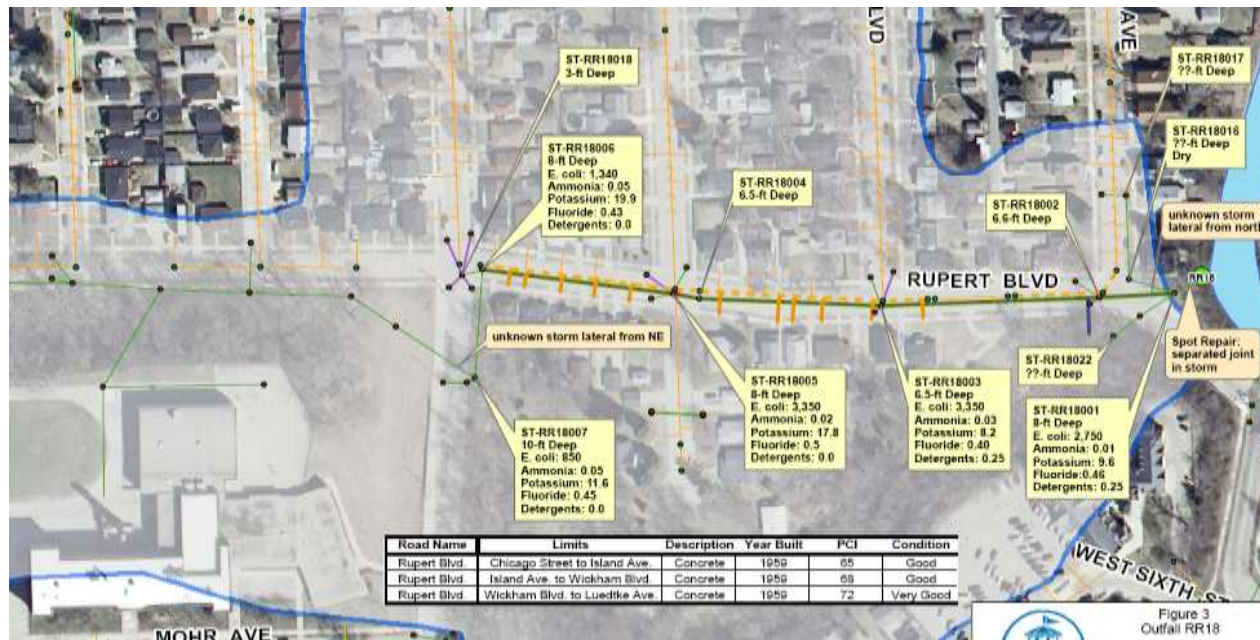 LVD
AVE
ST-RR18018
3-ft Deep
ST-RR18017
??-ft Deep
ST-RR18006
8-ft Deep
E. coli: 1,340
Ammonia: 0.05
Potassium: 19.9
Fluoride: 0.43
Detergents: 0.0
ST-RR18004
6.5-ft Deep
ST-RR18016
??-ft Deep
Dry
ST-RR18002
6.6-ft Deep
unknown storm
lateral from north
RUPERT BLVD
RR18
unknown storm lateral from NE
Spot Repair:
separated joint
in storm
ST-RR18022
??-ft Deep
ST-RR18005
8-ft Deep
E. coli: 3,350
Ammonia: 0.02
Potassium: 17.8
Fluoride: 0.5
Detergents: 0.0
ST-RR18003
6.5-ft Deep
E. coli: 3,350
Ammonia: 0.03
Potassium: 8.2
Fluoride: 0.40
Detergents: 0.25
ST-RR18001
8-ft Deep
E. coli: 2,750
Ammonia: 0.01
Potassium: 9.6
Fluoride:0.46
Detergents: 0.25
ST-RR18007
10-ft Deep
E. coli: 850
Ammonia: 0.05
Potassium: 11.6
Fluoride: 0.45
Detergents: 0.0
Road Name Limits Description Year Built PCI Condition
Rupert Blvd. Chicago Street to Island Ave. Concrete 1959 65 Good
Rupert Blvd. Island Ave. to Wickham Blvd. Concrete 1959 68 Good
Rupert Blvd. Wickham Blvd. to Luedtke Ave. Concrete 1959 72 Very Good
WEST SIXTH ST
MOHR AVE
Figure 3
Outfall RR18